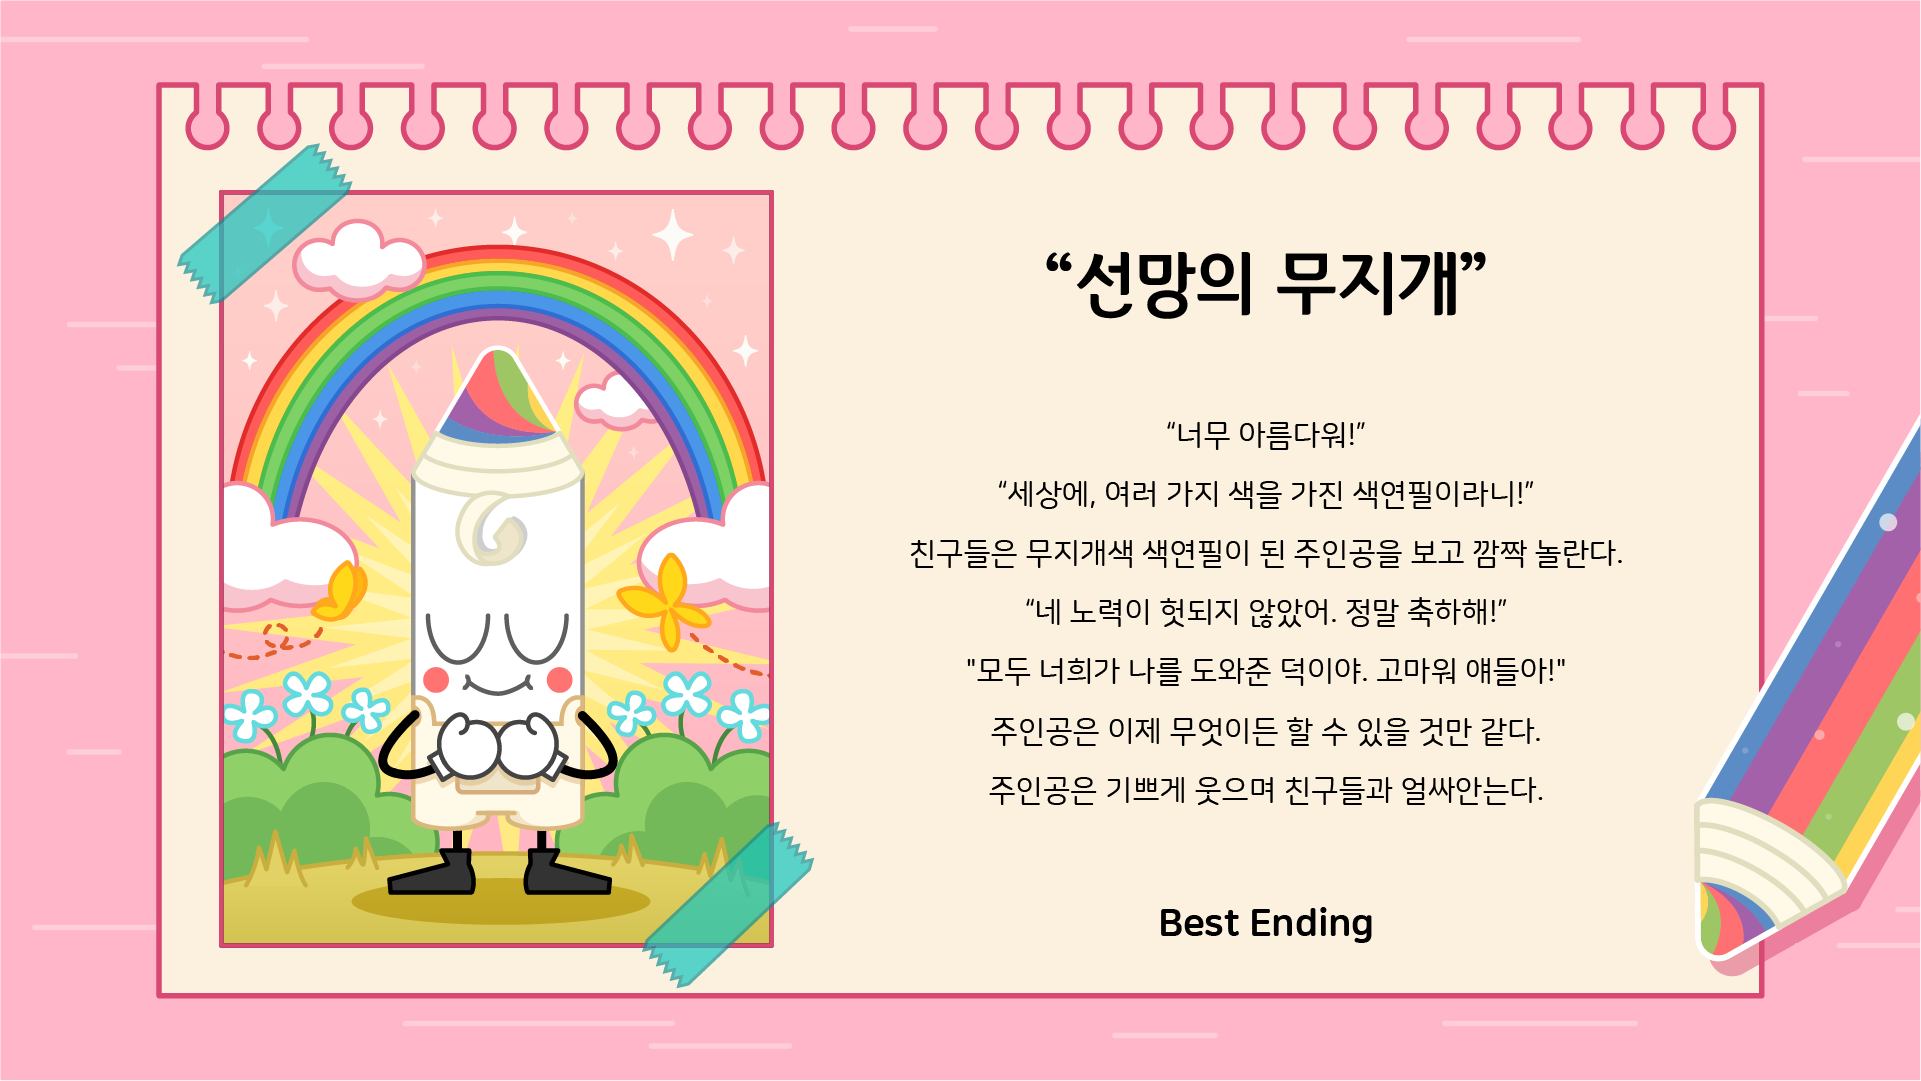 “선망의 무지개”
“너무 아름다워!”
“세상에, 여러 가지 색을 가진 색연필이라니!”
친구들은 무지개색 색연필이 된 주인공을 보고 깜짝 놀란다.
“네 노력이 헛되지 않았어. 정말 축하해!”
"모두 너희가 나를 도와준 덕이야. 고마워 얘들아!"
주인공은 이제 무엇이든 할 수 있을 것만 같다.
주인공은 기쁘게 웃으며 친구들과 얼싸안는다.
Best Ending